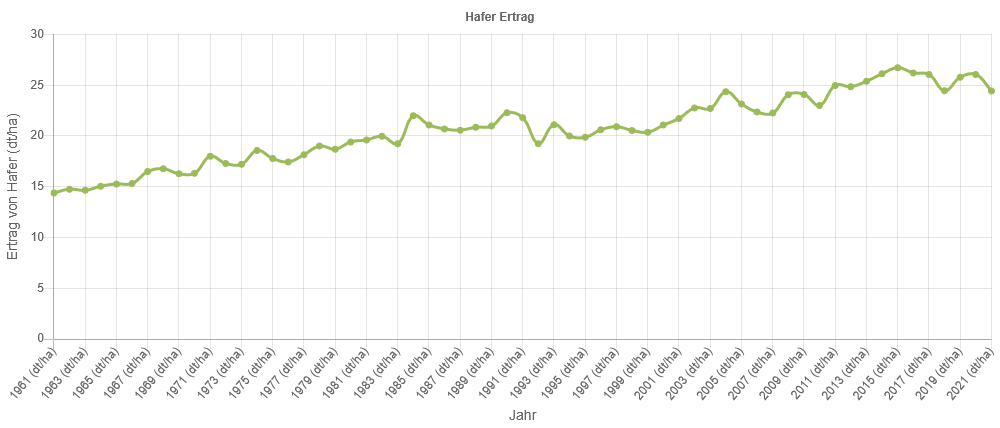 Hafer Ertrag
Ertrag von Hafer (dt/ha)
30
25
20
15
10
5
0
1961 (dt/ha)
1963 (dt/ha)
1965 (dt/ha)
1967 (dt/ha)
1969 (dt/ha)
1971 (dt/ha)
1973 (dt/ha)
1975 (dt/ha)
1977 (dt/ha)
1979 (dt/ha)
1981 (dt/ha)
1983 (dt/ha)
1985 (dt/ha)
1987 (dt/ha)
1989 (dt/ha)
1991 (dt/ha)
1993 (dt/ha)
1995 (dt/ha)
1997 (dt/ha)
1999 (dt/ha)
2001 (dt/ha)
2003 (dt/ha)
2005 (dt/ha)
2007 (dt/ha)
2009 (dt/ha)
2011 (dt/ha)
2013 (dt/ha)
2015 (dt/ha)
2017 (dt/ha)
2019 (dt/ha)
2021 (dt/ha)
Jahr